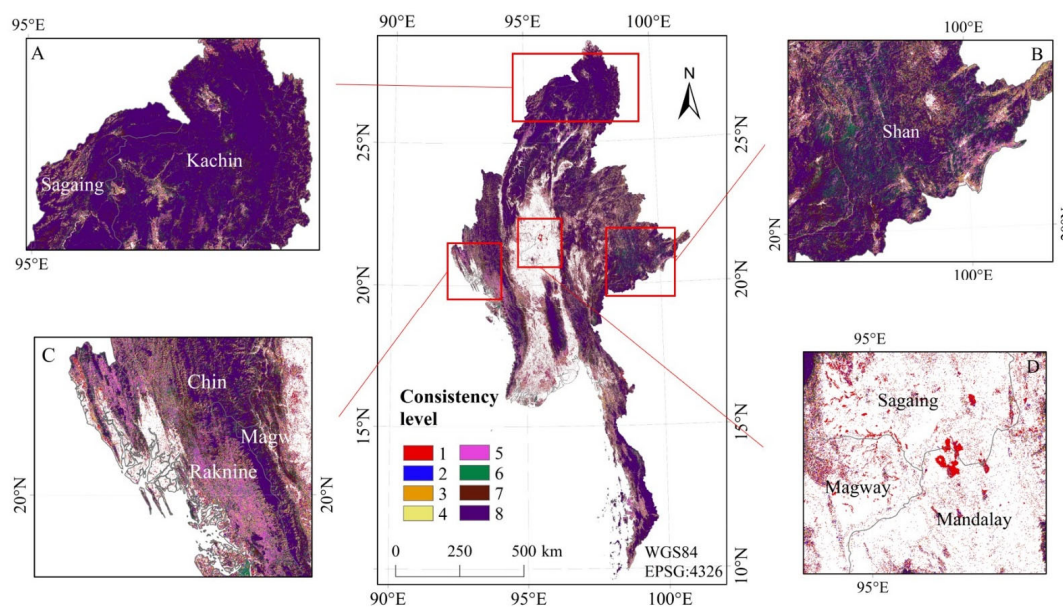 95°E
A
Kachin
Sagaing
95°E
20°N
C
Chin
Magw
Raknine
20°N
20°N
90°E
95°E
100°E
N
25°N
20°N
15°N
25°N
20°N
15°N
10°N
Consistency
level
1
5
2
6
3
7
4
8
0
250
500 km
WGS84
EPSG:4326
90°E
95°E
100°E
100°E
B
Shan
20°N
20°N
100°E
95°E
D
Sagaing
Magway
Mandalay
95°E